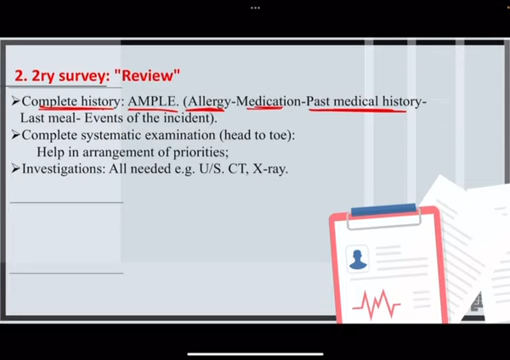 2. 2ry survey: "Review"
➢Complete history: AMPLE. (Allergy-Medication-Past medical history-
Last meal- Events of the incident).
➢Complete systematic examination (head to toe):
Help in arrangement of priorities;
➢Investigations: All needed e.g. U/S. CT, X-ray.